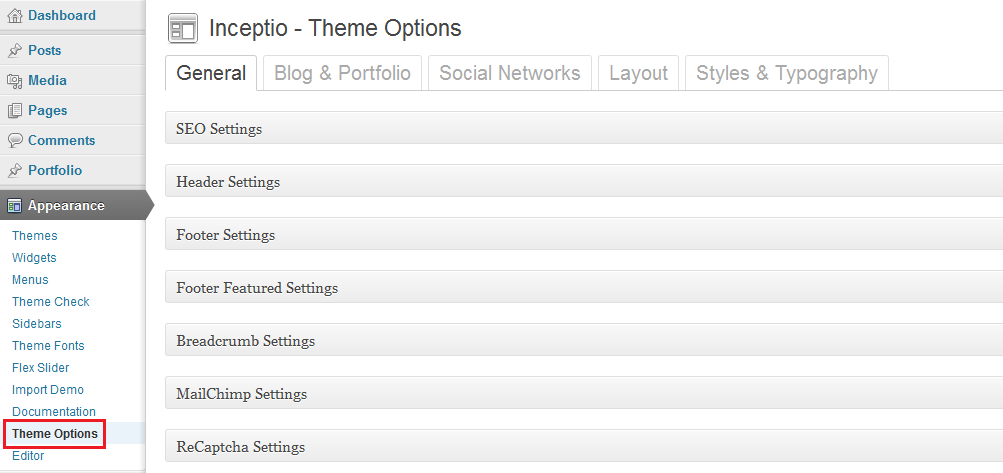 Dashboard
Posts
Media
Pages
Comments
Portfolio
Appearance
Themes
Widgets
Menus
Theme Check
Sidebars
Theme Fonts
Flex Slider
Import Demo
Documentation
Theme Options
Editor
Inceptio - Theme Options
General Blog & Portfolio Social Networks Layout Styles & Typography
SEO Settings
Header Settings
Footer Settings
Footer Featured Settings
Breadcrumb Settings
MailChimp Settings
ReCaptcha Settings